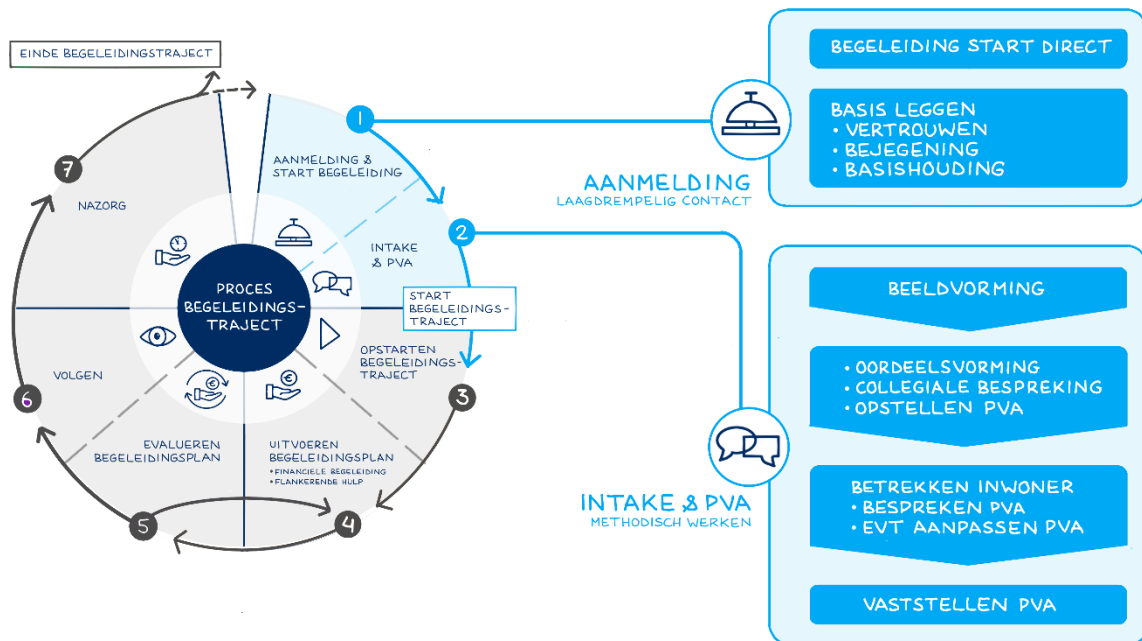 EINDE BEGELEIDINGSTRAJECT
1
AANMELDING &
START BEGELEIDING
2
INTAKE
& PVA
START
BEGELEIDINGS-
TRAJECT
OPSTARTEN
BEGELEIDINGS-
TRAJECT
3
UITVOEREN
BEGELEIDINGSPLAN
• FINANCIELE BEGELEIDING
• FLANKERENDE HULP
4
EVALUEREN
BEGELEIDINGSPLAN
5
VOLGEN
6
NAZORG
7
PROCES
BEGELEIDINGS-
TRAJECT
AANMELDING
LAAGDREMPELIG CONTACT
BEGELEIDING START DIRECT
BASIS LEGGEN
• VERTROUWEN
• BEJEGENING
• BASISHOUDING
INTAKE & PVA
METHODISCH WERKEN
BEELDVORMING
• OORDEELSVORMING
• COLLEGIALE BESPREKING
• OPSTELLEN PVA
BETREKKEN INWONER
• BESPREKEN PVA
• EVT AANPASSEN PVA
VASTSTELLEN PVA